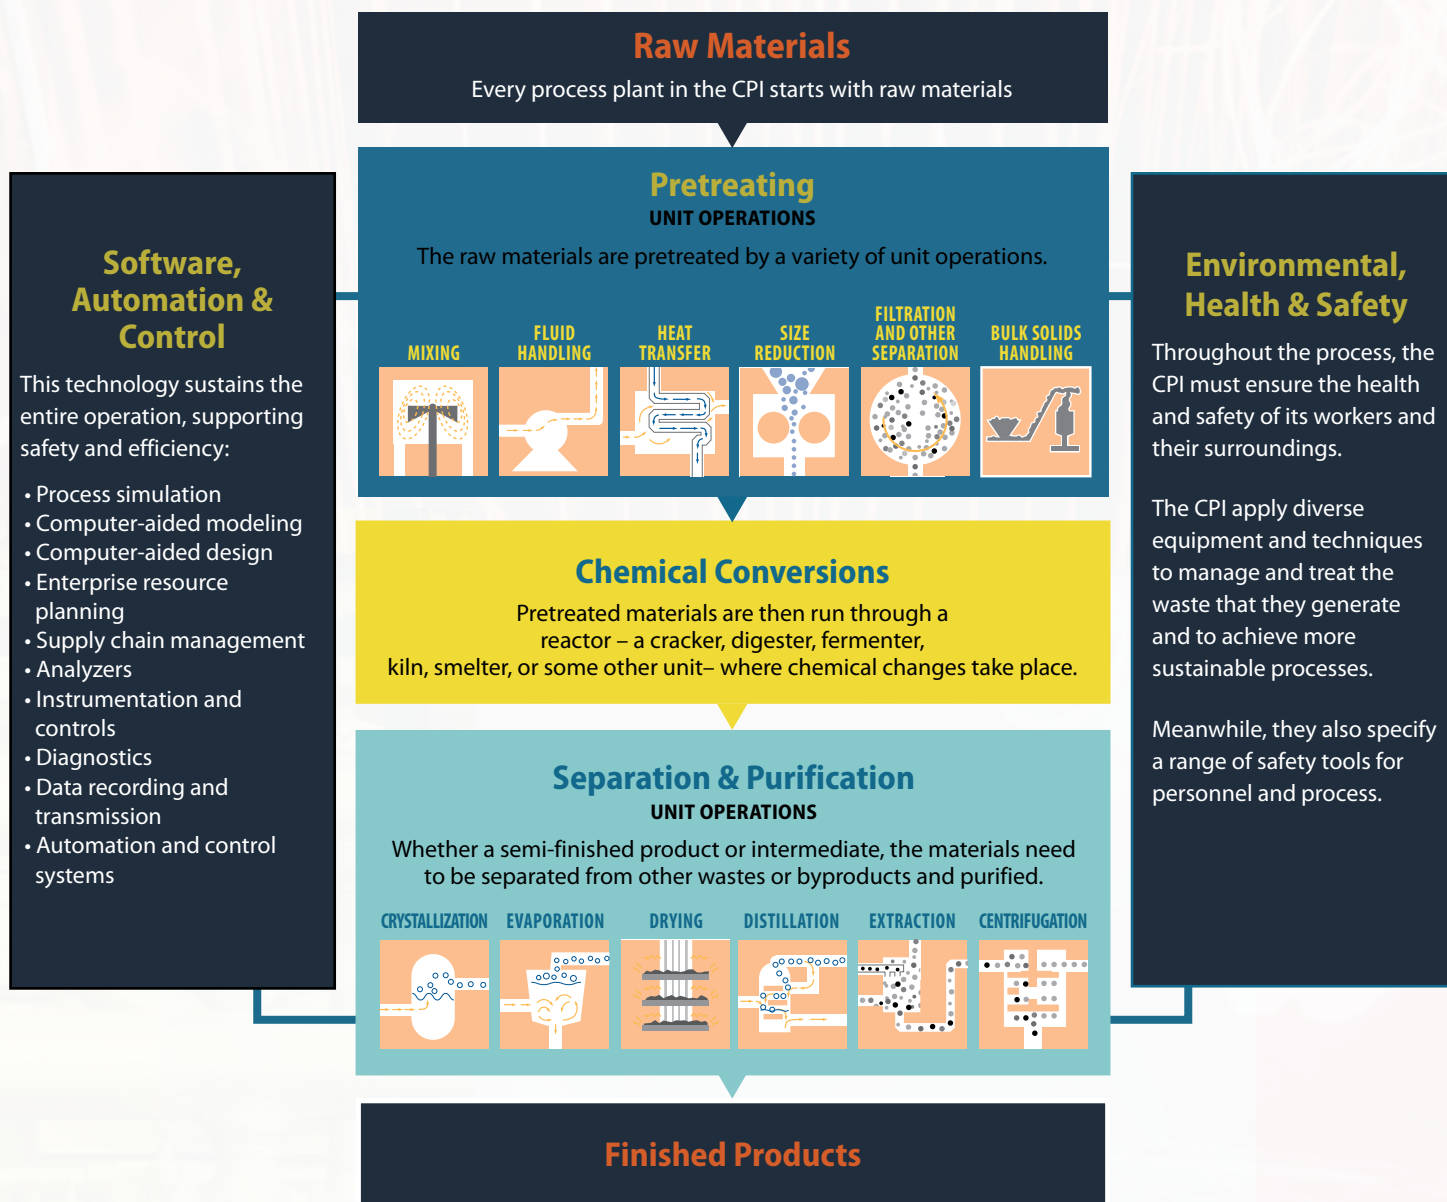 Raw Materials
Every process plant in the CPI starts with raw materials
Pretreating
UNIT OPERATIONS
The raw materials are pretreated by a variety of unit operations.
MIXING
FLUID
HANDLING
HEAT
TRANSFER
SIZE
REDUCTION
FILTRATION
AND OTHER
SEPARATION
BULK SOLIDS
HANDLING
Software,
Automation &
Control
This technology sustains the
entire operation, supporting
safety and efficiency:
• Process simulation
• Computer-aided modeling
• Computer-aided design
• Enterprise resource
planning
• Supply chain management
• Analyzers
• Instrumentation and
controls
• Diagnostics
• Data recording and
transmission
• Automation and control
systems
Environmental,
Health & Safety
Throughout the process, the
CPI must ensure the health
and safety of its workers and
their surroundings.
The CPI apply diverse
equipment and techniques
to manage and treat the
waste that they generate
and to achieve more
sustainable processes.
Meanwhile, they also specify
a range of safety tools for
personnel and process.
Chemical Conversions
Pretreated materials are then run through a
reactor – a cracker, digester, fermenter,
kiln, smelter, or some other unit– where chemical changes take place.
Separation & Purification
UNIT OPERATIONS
Whether a semi-finished product or intermediate, the materials need
to be separated from other wastes or byproducts and purified.
CRYSTALLIZATION
EVAPORATION
DRYING
DISTILLATION
EXTRACTION
CENTRIFUGATION
Finished Products